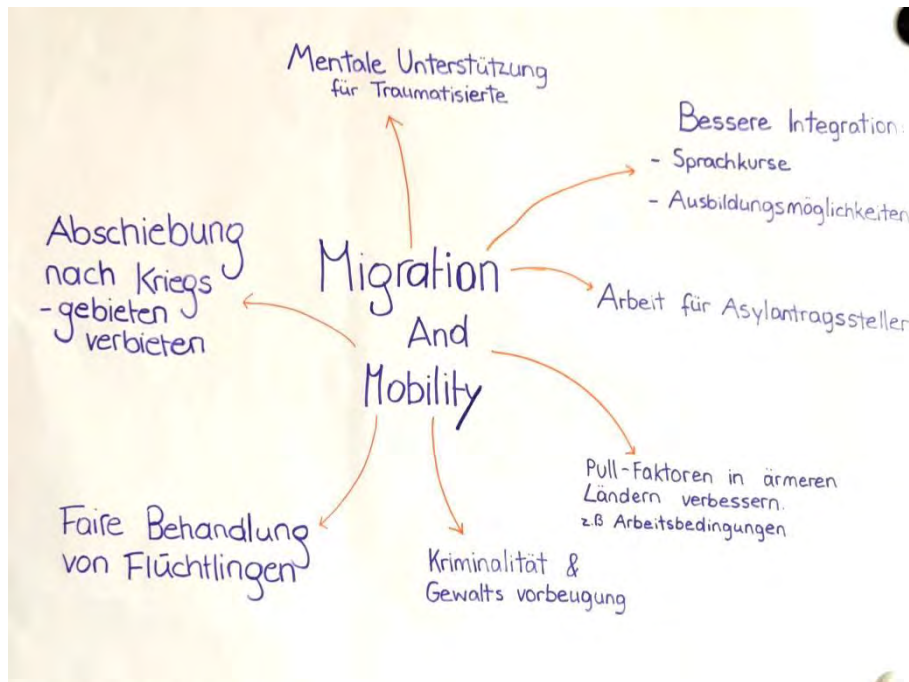 Mentale Unterstützung
für Traumatisierte
Bessere Integration:
- Sprachkurse
- Ausbildungsmöglichkeiten
Abschiebung
nach Kriegs
-gebieten
verbieten
Migration
And
Mobility
Arbeit für Asylantragssteller
Pull-Faktoren in ärmeren
Ländern verbessern.
z.B Arbeitsbedingungen
Faire Behandlung
von Flüchtlingen
Kriminalität &
Gewalts vorbeugung